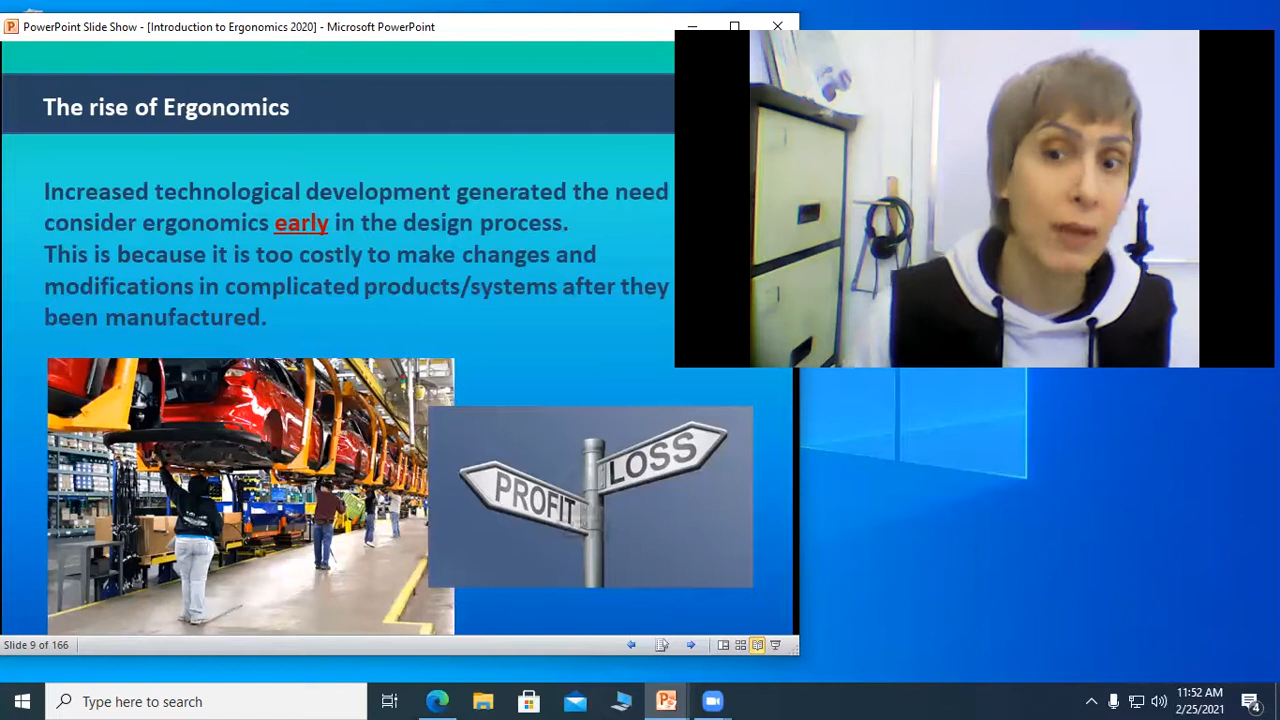 PowerPoint Slide Show - [Introduction to Ergonomics 2020] - Microsoft PowerPoint
The rise of Ergonomics
Increased technological development generated the need
consider ergonomics early in the design process.
This is because it is too costly to make changes and
modifications in complicated products/systems after they
been manufactured.
LOSS
PROFIT
Slide 9 of 166
Type here to search
11:52 AM
2/25/2021
4